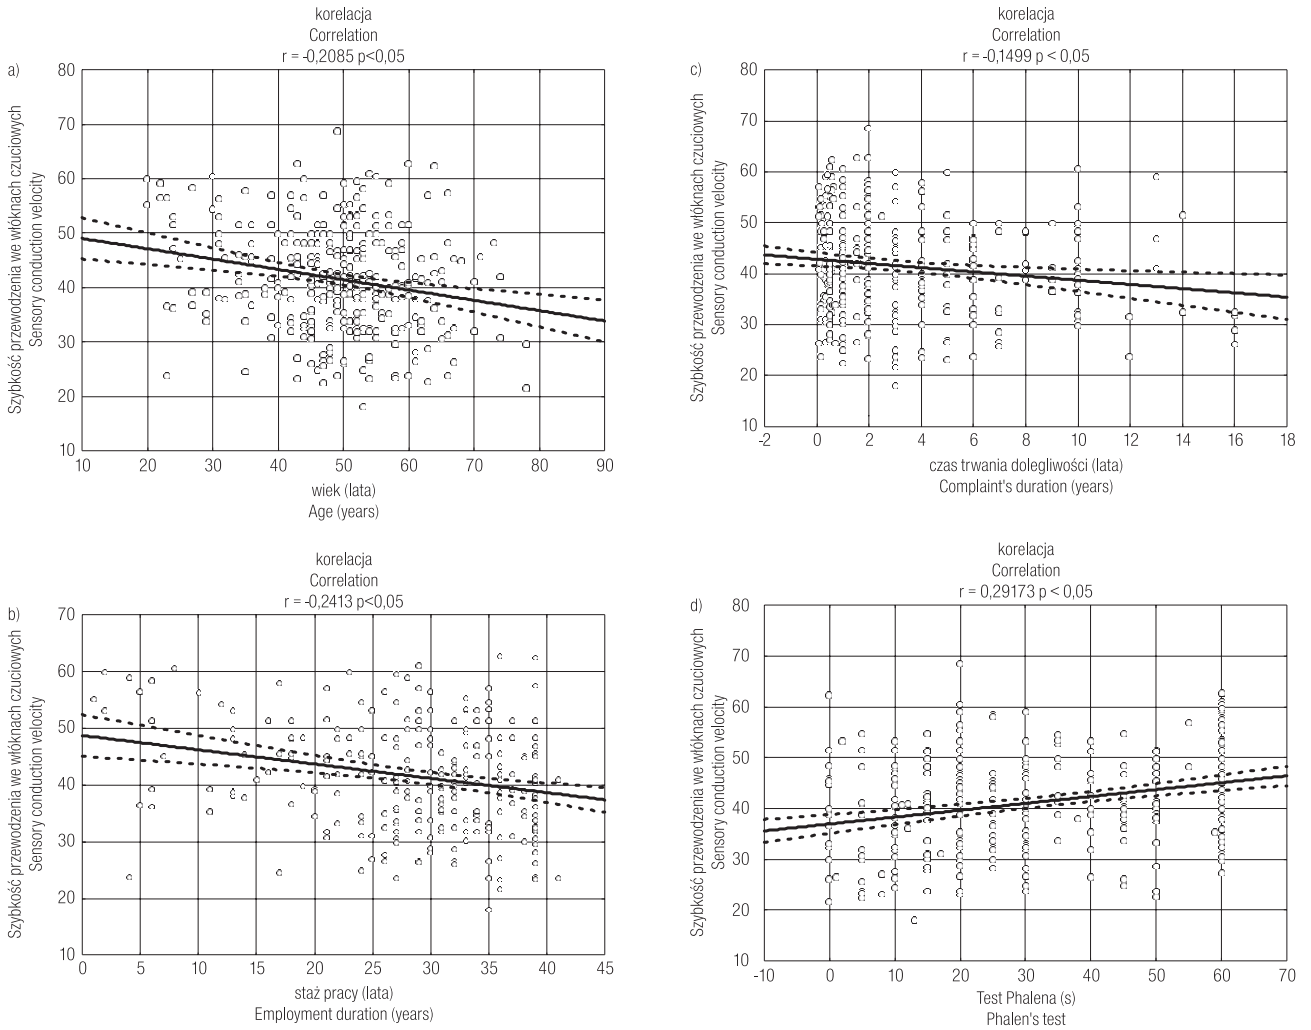 korelacja
Correlation
r = -0,2085 p<0,05
a)
Szybkość przewodzenia we włóknach czuciowych
Sensory conduction velocity
80
70
60
50
40
30
20
10
10 20 30 40 50 60 70 80 90
wiek (lata)
Age (years)
korelacja
Correlation
r = -0,2413 p<0,05
b)
Szybkość przewodzenia we włóknach czuciowych
Sensory conduction velocity
70
60
50
40
30
20
10
0 5 10 15 20 25 30 35 40 45
staż pracy (lata)
Employment duration (years)
korelacja
Correlation
r = -0,1499 p < 0,05
c)
Szybkość przewodzenia we włóknach czuciowych
Sensory conduction velocity
80
70
60
50
40
30
20
10
-2 0 2 4 6 8 10 12 14 16 18
czas trwania dolegliwości (lata)
Complaint's duration (years)
korelacja
Correlation
r = 0,29173 p < 0,05
d)
Szybkość przewodzenia we włóknach czuciowych
Sensory conduction velocity
80
70
60
50
40
30
20
10
-10 0 10 20 30 40 50 60 70
Test Phalena (s)
Phalen's test